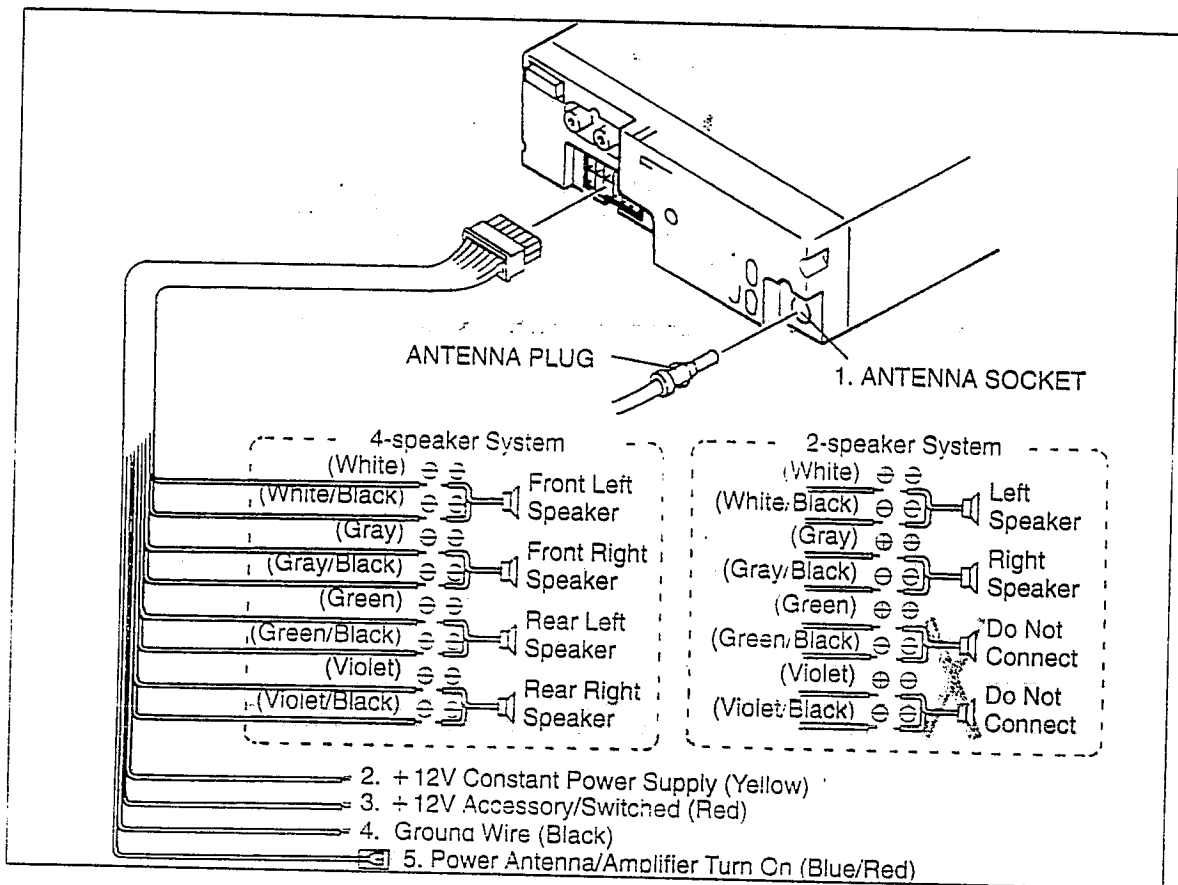 ANTENNA PLUG
1. ANTENNA SOCKET
4-speaker System
(White)
(White/Black)
Front Left
Speaker
(Gray)
(Gray/Black)
Front Right
Speaker
(Green)
(Green/Black)
Rear Left
Speaker
(Violet)
(Violet/Black)
Rear Right
Speaker
2-speaker System
(White)
(White/Black)
Left
Speaker
(Gray)
(Gray/Black)
Right
Speaker
(Green)
(Green/Black)
Do Not
Connect
(Violet)
(Violet/Black)
Do Not
Connect
2. +12V Constant Power Supply (Yellow)
3. +12V Accessory/Switched (Red)
4. Ground Wire (Black)
5. Power Antenna/Amplifier Turn On (Blue/Red)